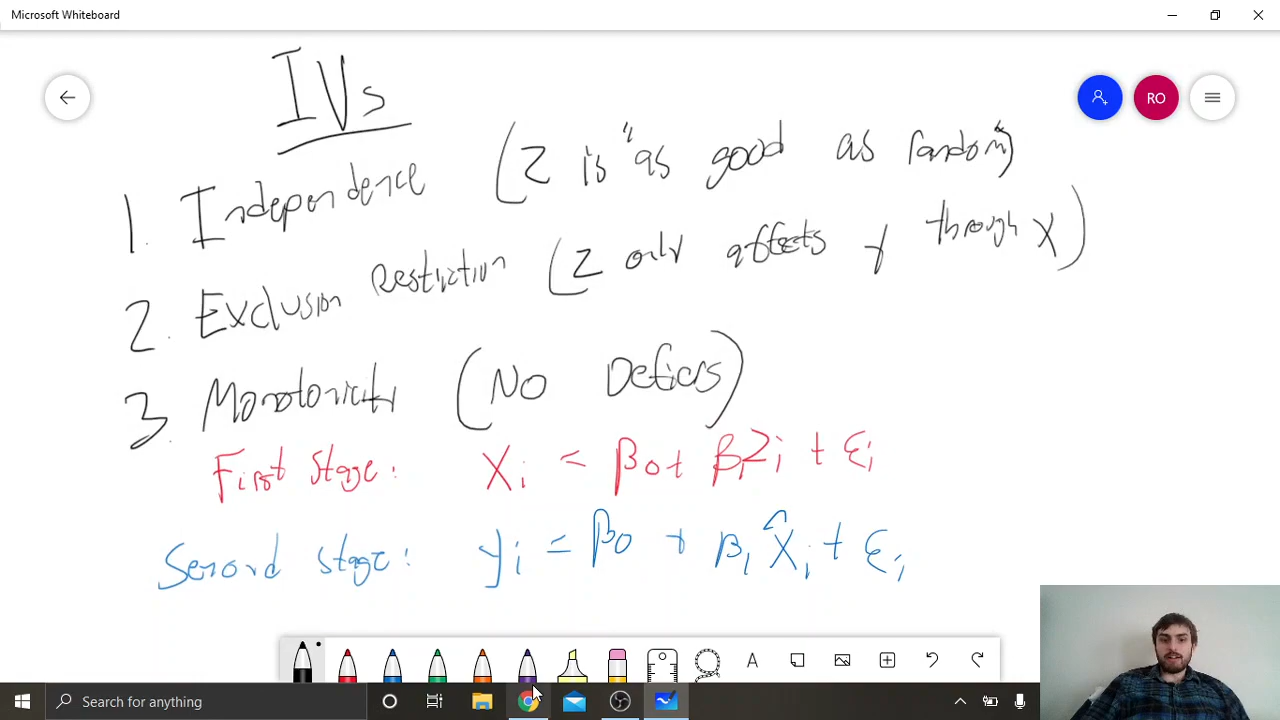 Microsoft Whiteboard
IVs
1. Independence (Z is "as good as random")
2. Exclusion Restriction (Z only affects Y through X)
3. Monotonicity (No Defiers)
First Stage: Xi = β0 + β1Zi + εi
Second Stage: yi = β0 + β1X̂i + εi
RO
A
Search for anything